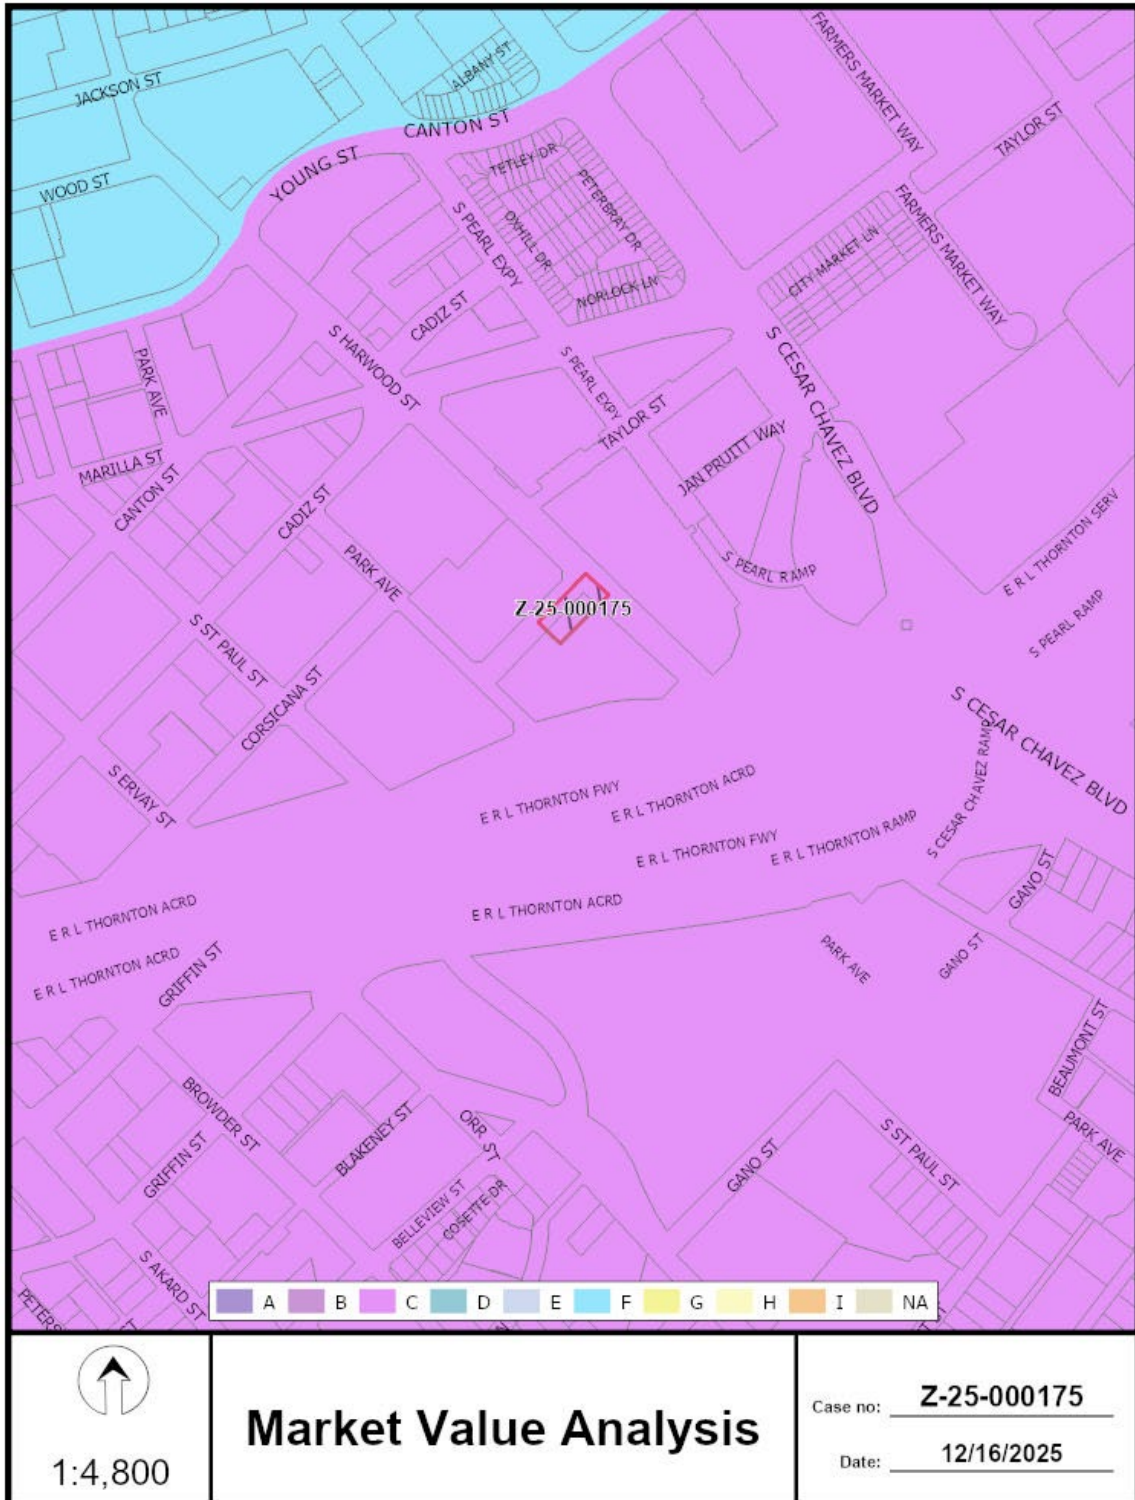 FARMERS MARKET WAY
ALBANY ST
JACKSON ST
CANTON ST
TAYLOR ST
YOUNG ST
TETLEY DR
WOOD ST
PETERBRAY DR
FARMERS MARKET WAY
S PEARL EXPY
OXHILL DR
CITY MARKET LN
NORLOCK LN
CADIZ ST
S HARWOOD ST
PARK AVE
S PEARL EXPY
S CESAR CHAVEZ BLVD
TAYLOR ST
JAN PRUITT WAY
MARILLA ST
CANTON ST
CADIZ ST
E R L THORNTON SERV
PARK AVE
S PEARL RAMP
Z-25-000175
S PEARL RAMP
S ST PAUL ST
CORSICANA ST
S CESAR CHAVEZ BLVD
S CESAR CHAVEZ RAMP
S ERVAY ST
E R L THORNTON FWY
E R L THORNTON ACRD
E R L THORNTON FWY
E R L THORNTON RAMP
GANO ST
E R L THORNTON ACRD
E R L THORNTON ACRD
PARK AVE
GANO ST
E R L THORNTON ACRD
GRIFFIN ST
BEAUMONT ST
BROWDER ST
BLAKENEY ST
ORR ST
S ST PAUL ST
PARK AVE
GRIFFIN ST
GANO ST
BELLEVIEW ST
COSETTE DR
S AKARD ST
PETERS
ST
ST
A B C D E F G H I NA
1:4,800
Market Value Analysis
Case no: Z-25-000175
Date: 12/16/2025